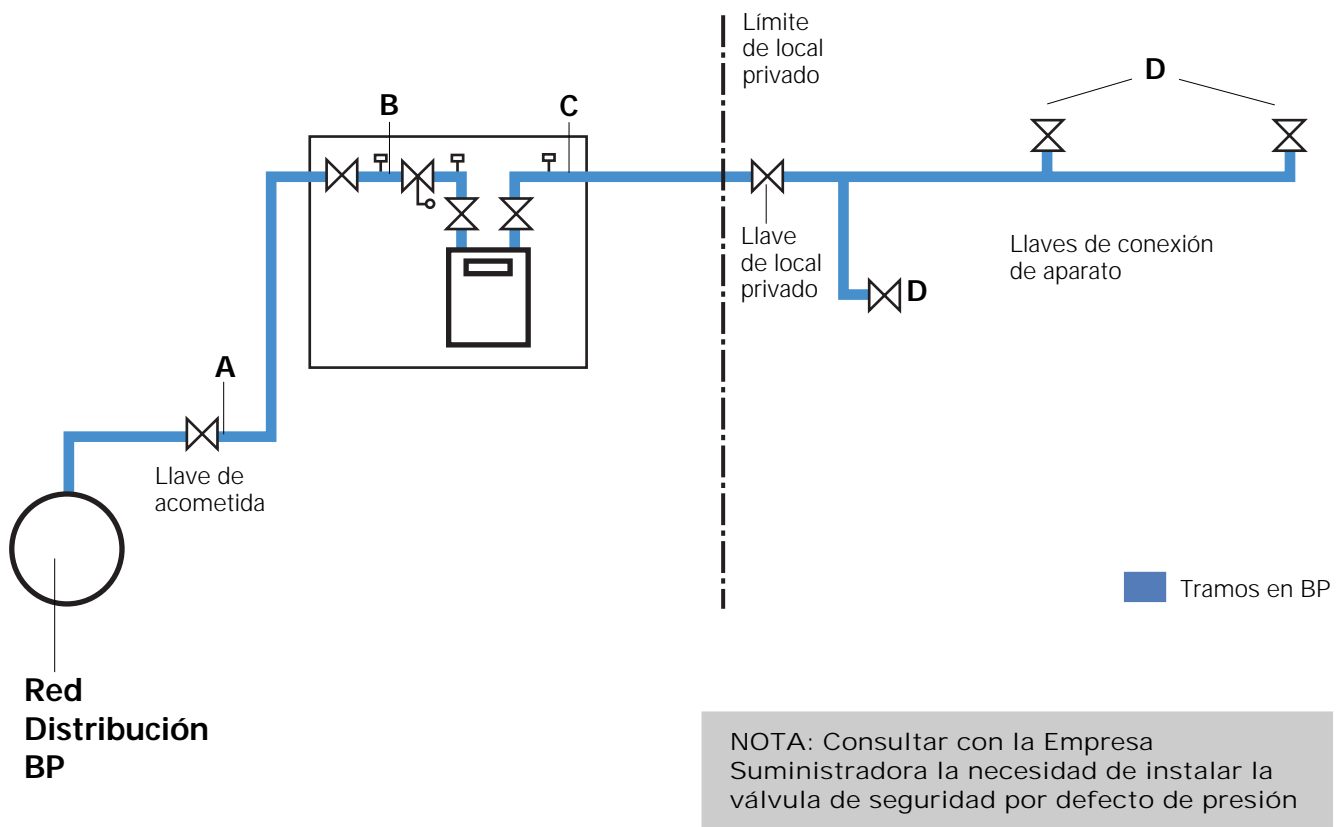 Límite
de local
privado
D
B
C
Llave
de local
privado
Llaves de conexión
de aparato
D
A
Llave de
acometida
Tramos en BP
Red
Distribución
BP
NOTA: Consultar con la Empresa
Suministradora la necesidad de instalar la
válvula de seguridad por defecto de presión